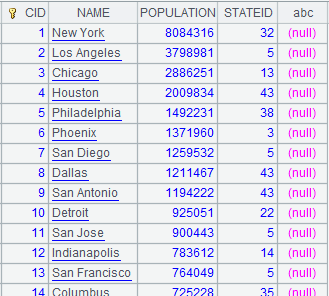 CID NAME POPULATION STATEID abc
1 New York 8084316 32 (null)
2 Los Angeles 3798981 5 (null)
3 Chicago 2886251 13 (null)
4 Houston 2009834 43 (null)
5 Philadelphia 1492231 38 (null)
6 Phoenix 1371960 3 (null)
7 San Diego 1259532 5 (null)
8 Dallas 1211467 43 (null)
9 San Antonio 1194222 43 (null)
10 Detroit 925051 22 (null)
11 San Jose 900443 5 (null)
12 Indianapolis 783612 14 (null)
13 San Francisco 764049 5 (null)
14 Columbus 725228 35 (null)